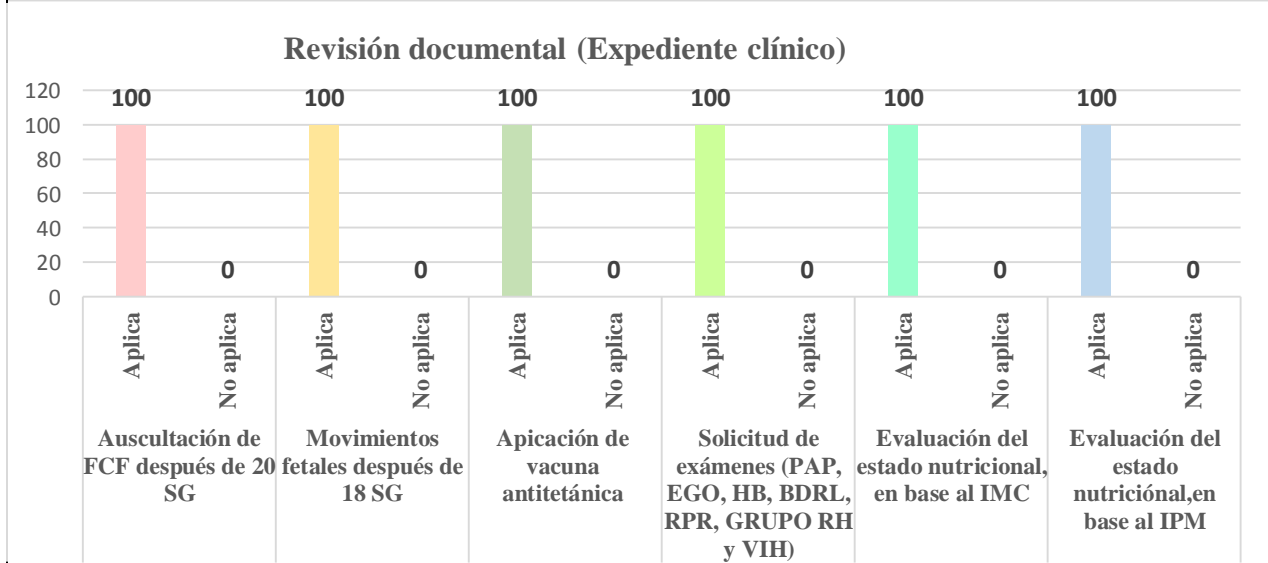 Revisión documental (Expediente clínico)
120
100
80
60
40
20
0
100
0
100
0
100
0
100
0
100
0
100
0
Aplica
No aplica
Aplica
No aplica
Aplica
No aplica
Aplica
No aplica
Aplica
No aplica
Aplica
No aplica
Auscultación de
FCF después de 20
SG
Movimientos
fetales después de
18 SG
Apicación de
vacuna
antitetánica
Solicitud de
exámenes (PAP,
EGO, HB, BDRL,
RPR, GRUPO RH
y VIH)
Evaluación del
estado nutricional,
en base al IMC
Evaluación del
estado
nutriciónal,en
base al IPM